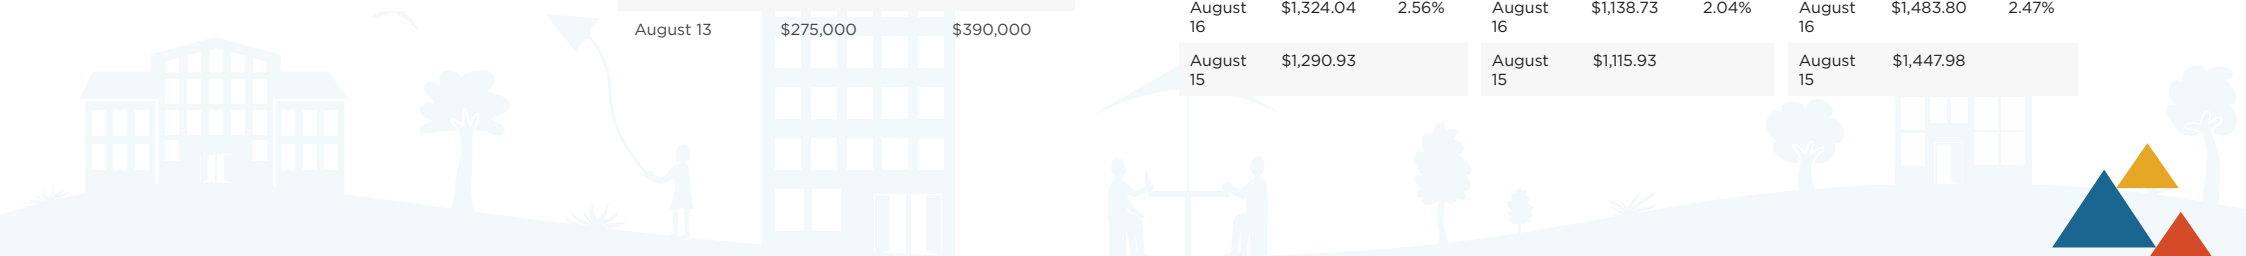 August 13 $275,000 $390,000
August 16 $1,324.04 2.56%
August 15 $1,290.93
August 16 $1,138.73 2.04%
August 15 $1,115.93
August 16 $1,483.80 2.47%
August 15 $1,447.98